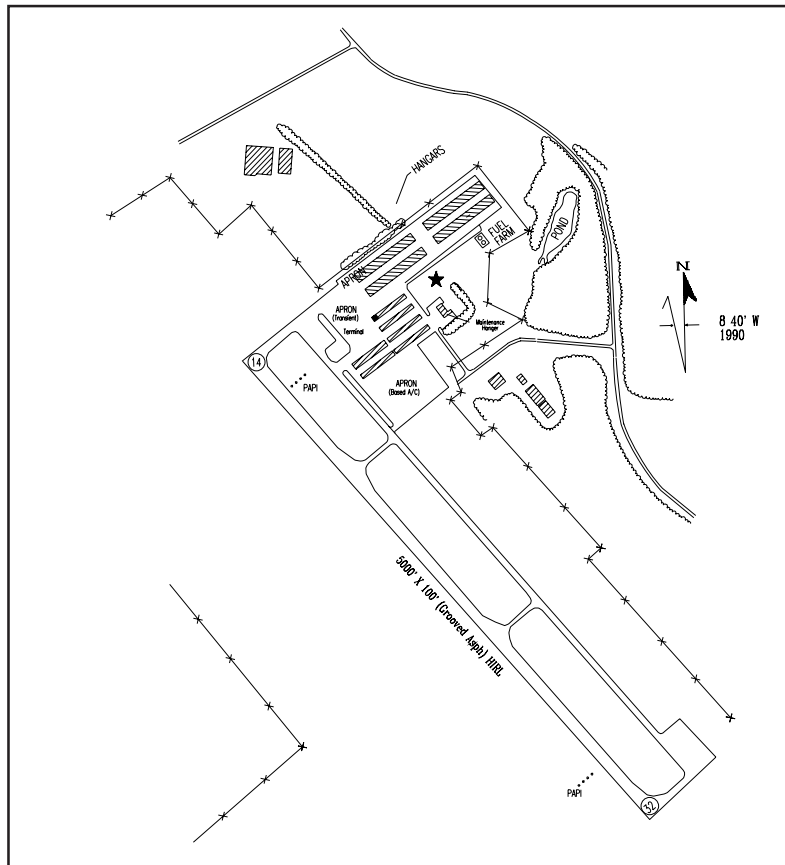 HANGARS
POND
FUEL
FARM
N
APRON
8 40' W
1990
APRON
(Transient)
Terminal
Maintenance
Hanger
14
PAPI
APRON
(Based A/C)
5000' X 100' (Grooved Asph) HIRL
PAPI
32